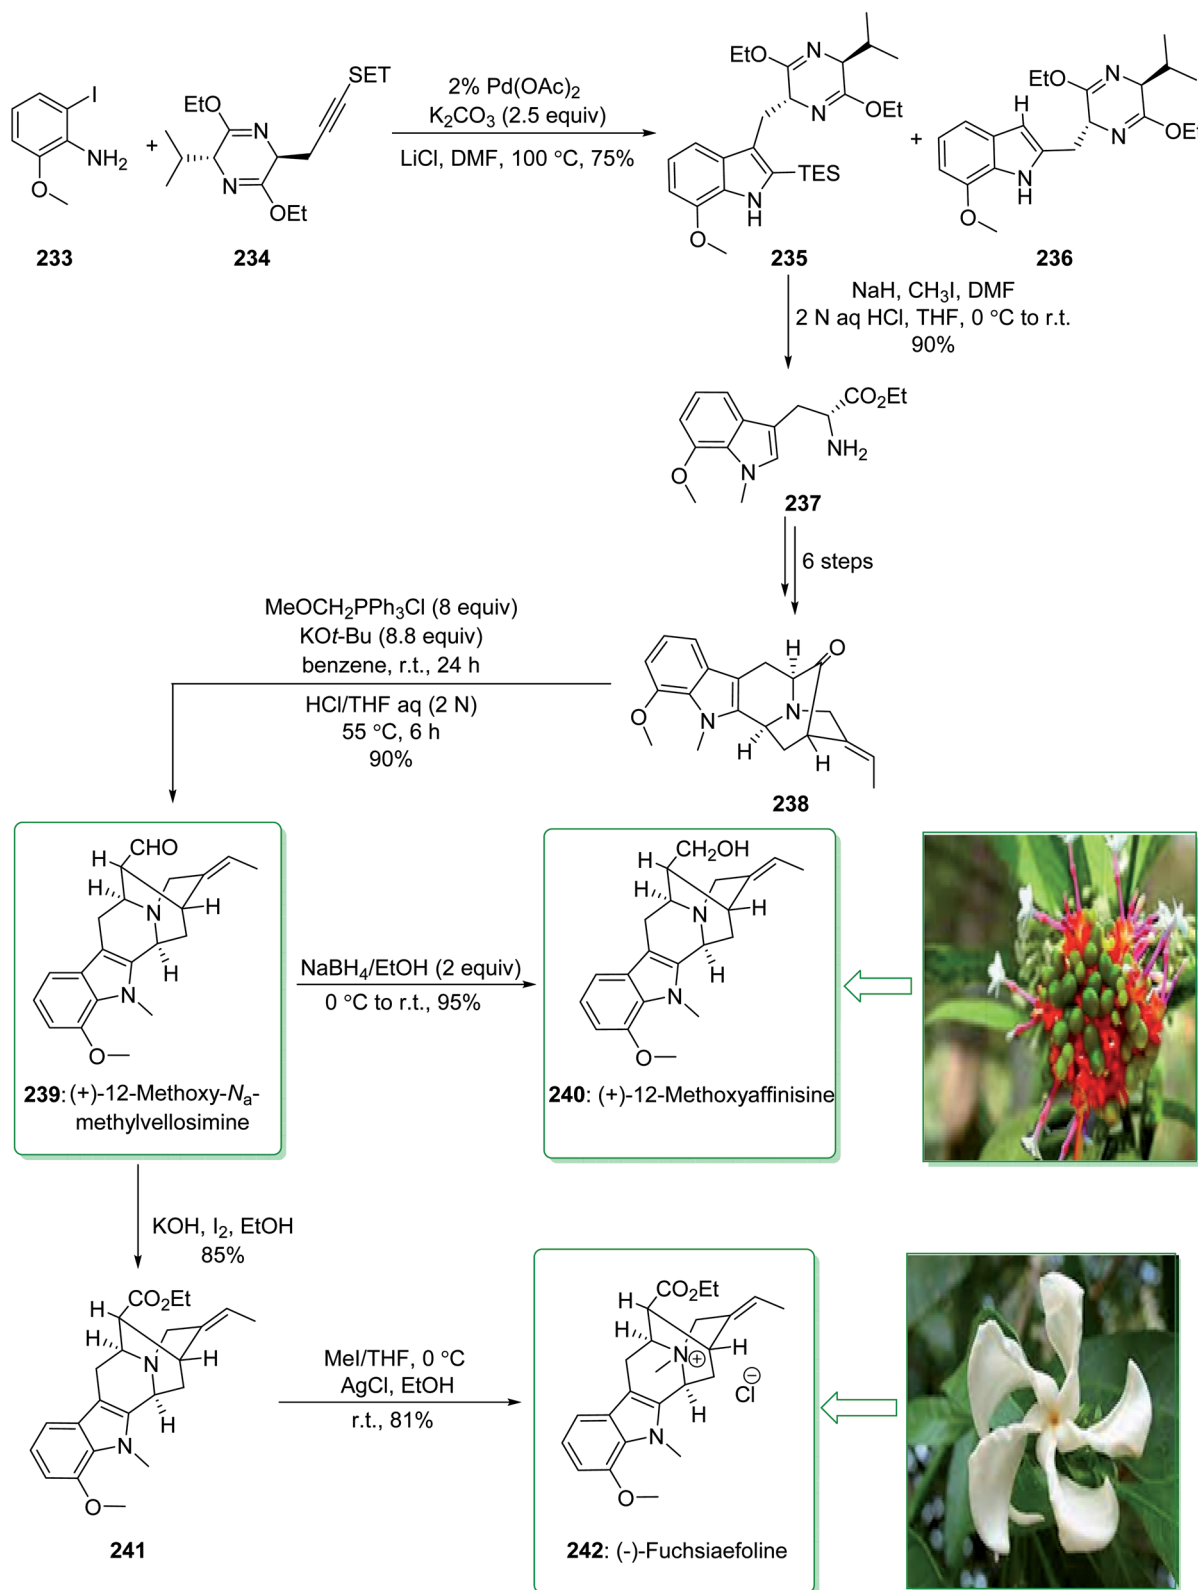 SET
I
EtO
N
NH2
O
N
OEt
233
+
234
2% Pd(OAc)2
K2CO3 (2.5 equiv)
LiCl, DMF, 100 °C, 75%
EtO
N
N
OEt
TES
N
H
O
235
+
EtO
N
H
N
OEt
N
H
O
236
NaH, CH3I, DMF
2 N aq HCl, THF, 0 °C to r.t.
90%
CO2Et
NH2
O
N
237
6 steps
MeOCH2PPh3Cl (8 equiv)
KOt-Bu (8.8 equiv)
benzene, r.t., 24 h
HCl/THF aq (2 N)
55 °C, 6 h
90%
H
O
N
O
N
H
H
238
H
CHO
H
N
H
H
N
O
239: (+)-12-Methoxy-Na-
methylvellosimine
NaBH4/EtOH (2 equiv)
0 °C to r.t., 95%
H
CH2OH
H
N
H
H
N
O
240: (+)-12-Methoxyaffinisine
KOH, I2, EtOH
85%
H
CO2Et
H
N
H
H
N
O
241
MeI/THF, 0 °C
AgCl, EtOH
r.t., 81%
H
CO2Et
H
N
+
H
−
Cl
H
N
O
242: (-)-Fuchsiaefoline